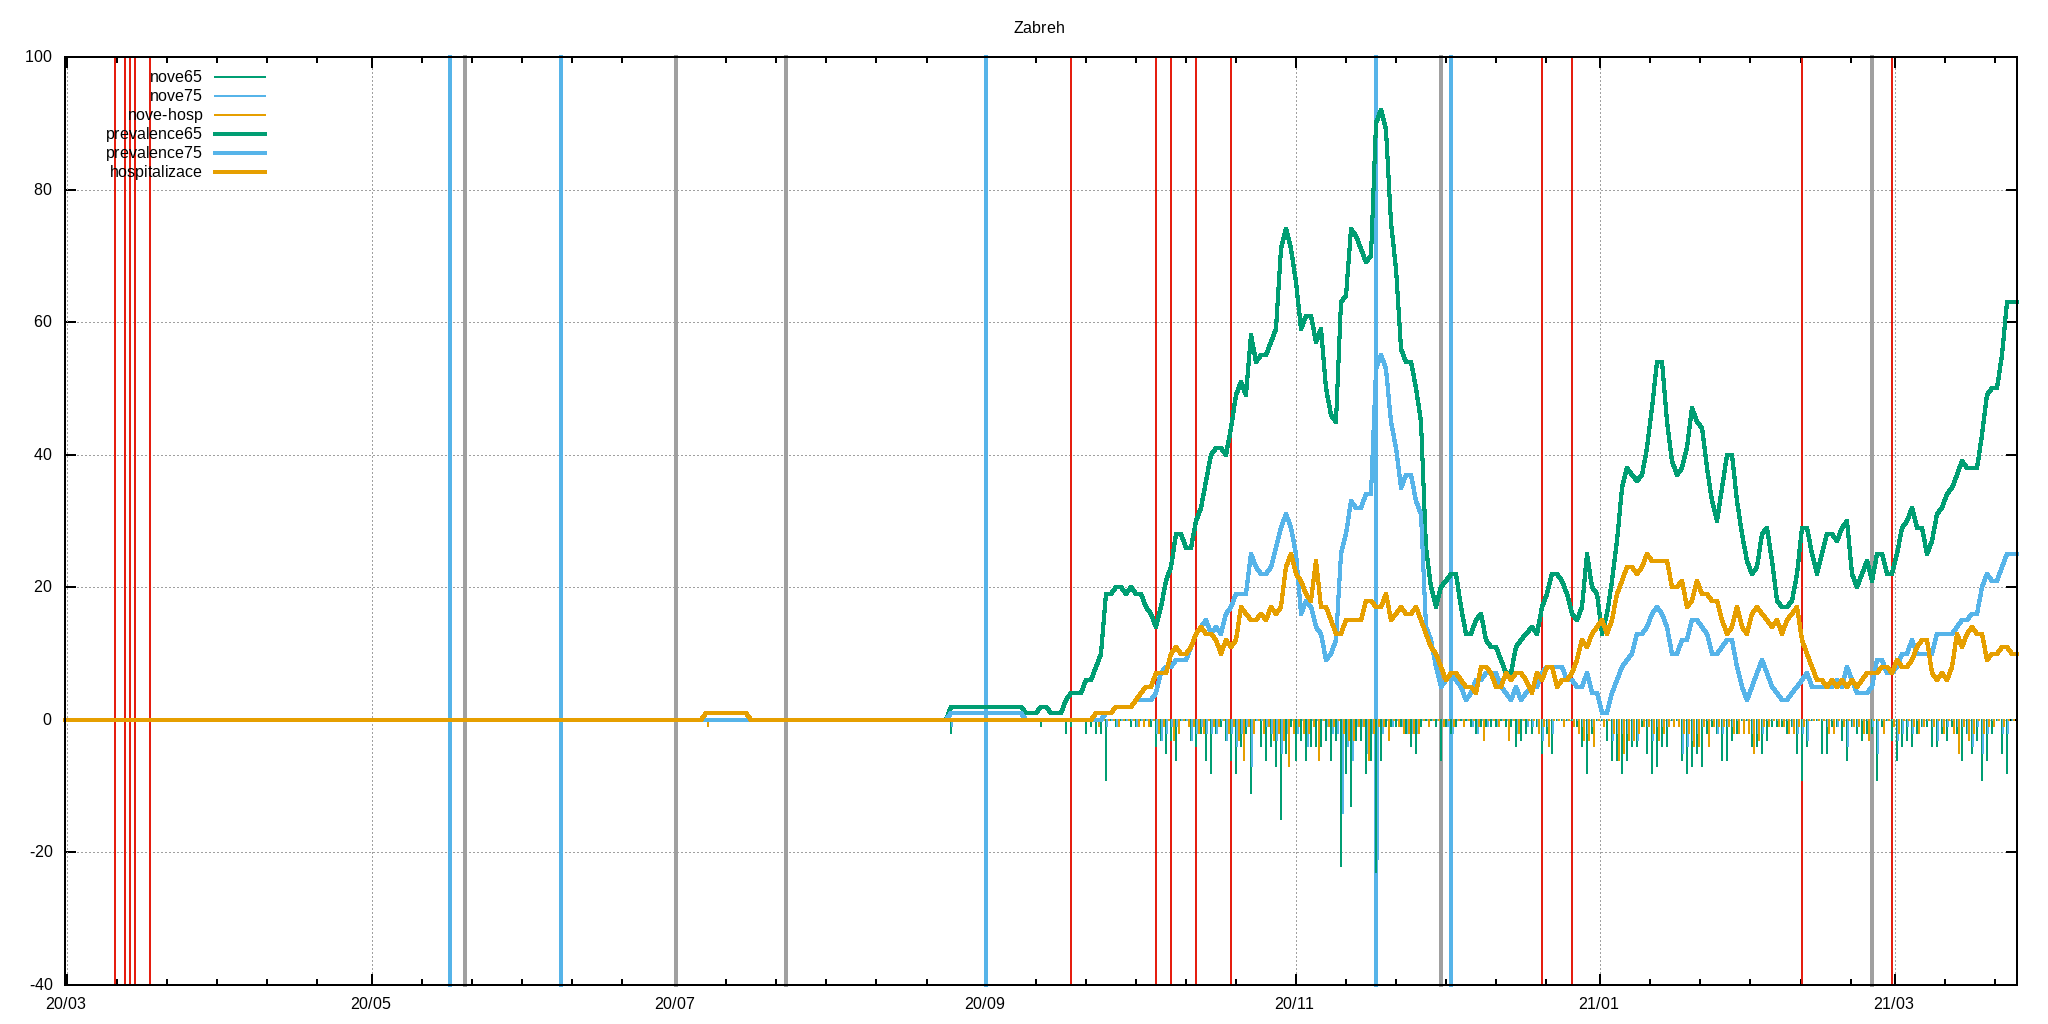 Zabreh
100
nove65
nove75
nove-hosp
prevalence65
prevalence75
hospitalizace
80
60
40
20
0
-20
-40
20/03 20/05 20/07 20/09 20/11 21/01 21/03